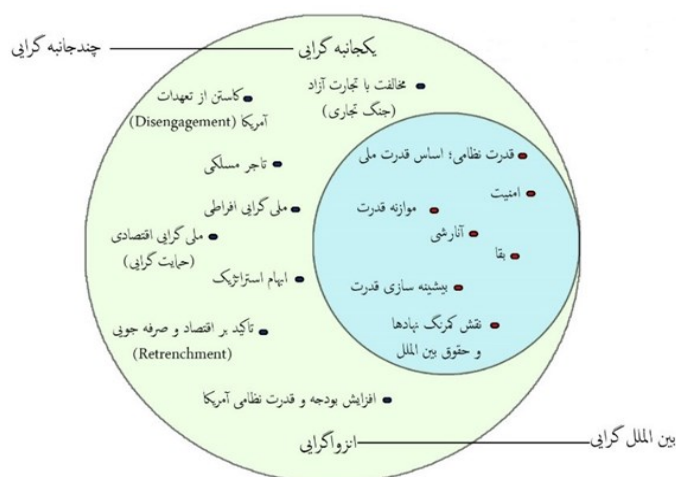 یکجانبه گرایی
چندجانبه گرایی
مخالفت با تجارت آزاد
(جنگ تجاری)
کاستن از تعهدات
آمریکا (Disengagement)
قدرت نظامی؛ اساس قدرت ملی
تاجر مسلکی
امنیت
موازنه قدرت
ملی گرایی افراطی
آنارشی
ملی گرایی اقتصادی
(حمایت گرایی)
بقا
ابهام استراتژیک
بیشینه سازی قدرت
نقش کمرنگ نهادها
و حقوق بین الملل
تاکید بر اقتصاد و صرفه جویی
(Retrenchment)
افزایش بودجه و قدرت نظامی آمریکا
بین الملل گرایی
انزواگرایی